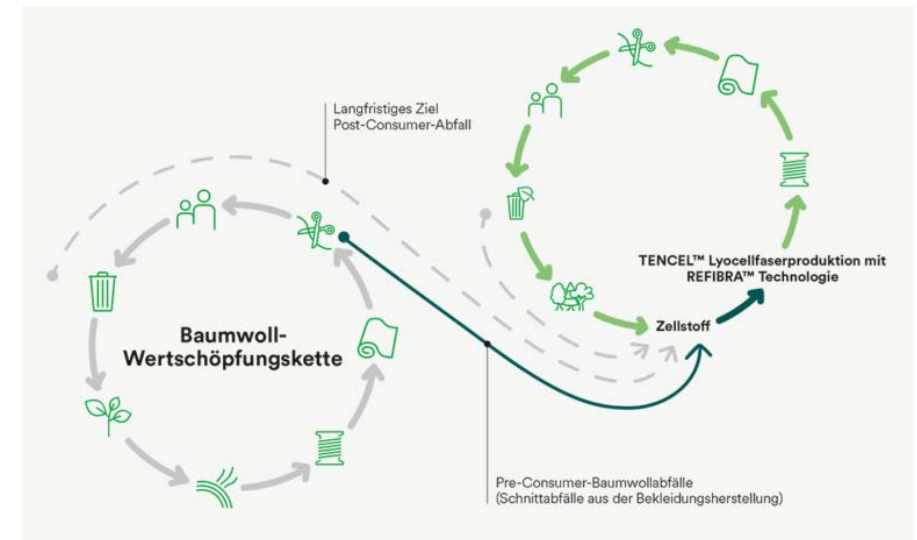 Langfristiges Ziel
Post-Consumer-Abfall
TENCEL™ Lyocellfaserproduktion mit
REFIBRA™ Technologie
Zellstoff
Baumwoll-
Wertschöpfungskette
Pre-Consumer-Baumwollabfälle
(Schnittabfälle aus der Bekleidungsherstellung)